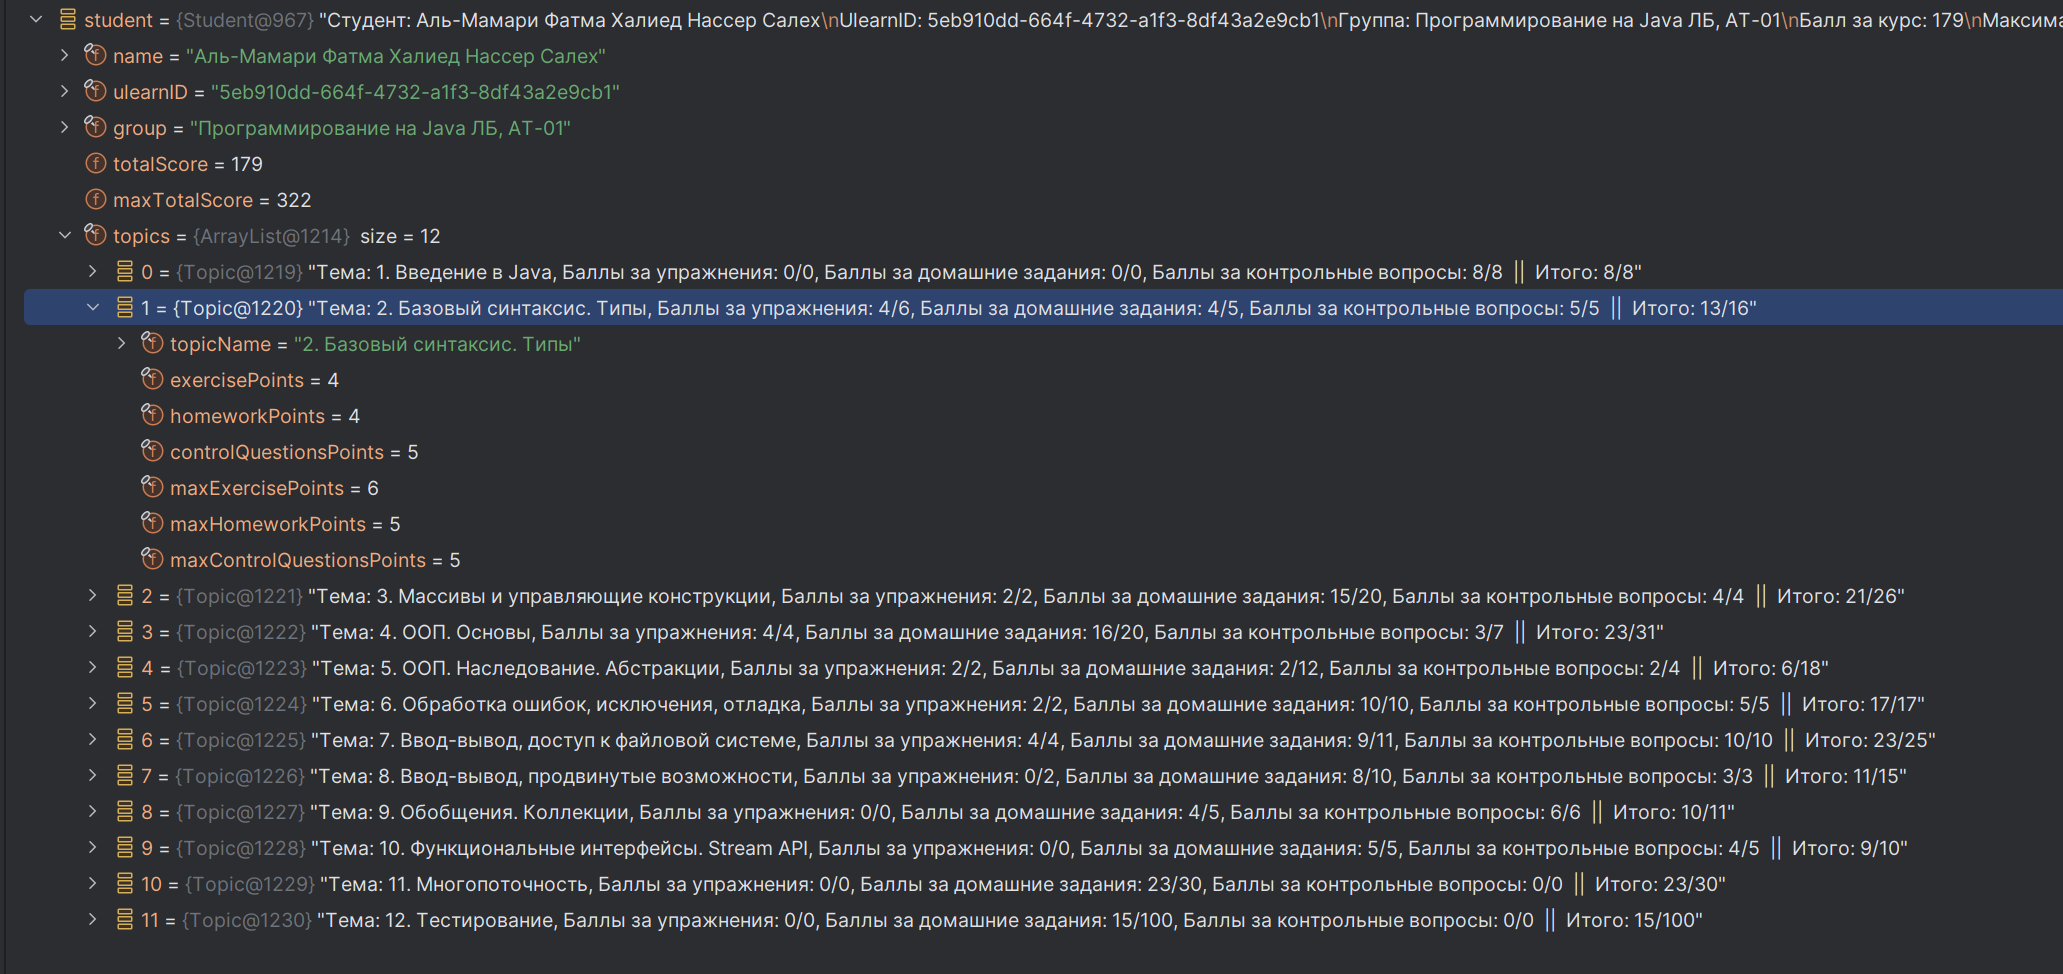 student = {Student@967} "Студент: Аль-Мамари Фатма Халиед Нассер Салех\nUlearnID: 5eb910dd-664f-4732-a1f3-8df43a2e9cb1\nГруппа: Программирование на Java ЛБ, АТ-01\nБалл за курс: 179\nМаксима
name = "Аль-Мамари Фатма Халиед Нассер Салех"
ulearnID = "5eb910dd-664f-4732-a1f3-8df43a2e9cb1"
group = "Программирование на Java ЛБ, АТ-01"
totalScore = 179
maxTotalScore = 322
topics = {ArrayList@1214} size = 12
0 = {Topic@1219} "Тема: 1. Введение в Java, Баллы за упражнения: 0/0, Баллы за домашние задания: 0/0, Баллы за контрольные вопросы: 8/8 || Итого: 8/8"
1 = {Topic@1220} "Тема: 2. Базовый синтаксис. Типы, Баллы за упражнения: 4/6, Баллы за домашние задания: 4/5, Баллы за контрольные вопросы: 5/5 || Итого: 13/16"
topicName = "2. Базовый синтаксис. Типы"
exercisePoints = 4
homeworkPoints = 4
controlQuestionsPoints = 5
maxExercisePoints = 6
maxHomeworkPoints = 5
maxControlQuestionsPoints = 5
2 = {Topic@1221} "Тема: 3. Массивы и управляющие конструкции, Баллы за упражнения: 2/2, Баллы за домашние задания: 15/20, Баллы за контрольные вопросы: 4/4 || Итого: 21/26"
3 = {Topic@1222} "Тема: 4. ООП. Основы, Баллы за упражнения: 4/4, Баллы за домашние задания: 16/20, Баллы за контрольные вопросы: 3/7 || Итого: 23/31"
4 = {Topic@1223} "Тема: 5. ООП. Наследование. Абстракции, Баллы за упражнения: 2/2, Баллы за домашние задания: 2/12, Баллы за контрольные вопросы: 2/4 || Итого: 6/18"
5 = {Topic@1224} "Тема: 6. Обработка ошибок, исключения, отладка, Баллы за упражнения: 2/2, Баллы за домашние задания: 10/10, Баллы за контрольные вопросы: 5/5 || Итого: 17/17"
6 = {Topic@1225} "Тема: 7. Ввод-вывод, доступ к файловой системе, Баллы за упражнения: 4/4, Баллы за домашние задания: 9/11, Баллы за контрольные вопросы: 10/10 || Итого: 23/25"
7 = {Topic@1226} "Тема: 8. Ввод-вывод, продвинутые возможности, Баллы за упражнения: 0/2, Баллы за домашние задания: 8/10, Баллы за контрольные вопросы: 3/3 || Итого: 11/15"
8 = {Topic@1227} "Тема: 9. Обобщения. Коллекции, Баллы за упражнения: 0/0, Баллы за домашние задания: 4/5, Баллы за контрольные вопросы: 6/6 || Итого: 10/11"
9 = {Topic@1228} "Тема: 10. Функциональные интерфейсы. Stream API, Баллы за упражнения: 0/0, Баллы за домашние задания: 5/5, Баллы за контрольные вопросы: 4/5 || Итого: 9/10"
10 = {Topic@1229} "Тема: 11. Многопоточность, Баллы за упражнения: 0/0, Баллы за домашние задания: 23/30, Баллы за контрольные вопросы: 0/0 || Итого: 23/30"
11 = {Topic@1230} "Тема: 12. Тестирование, Баллы за упражнения: 0/0, Баллы за домашние задания: 15/100, Баллы за контрольные вопросы: 0/0 || Итого: 15/100"